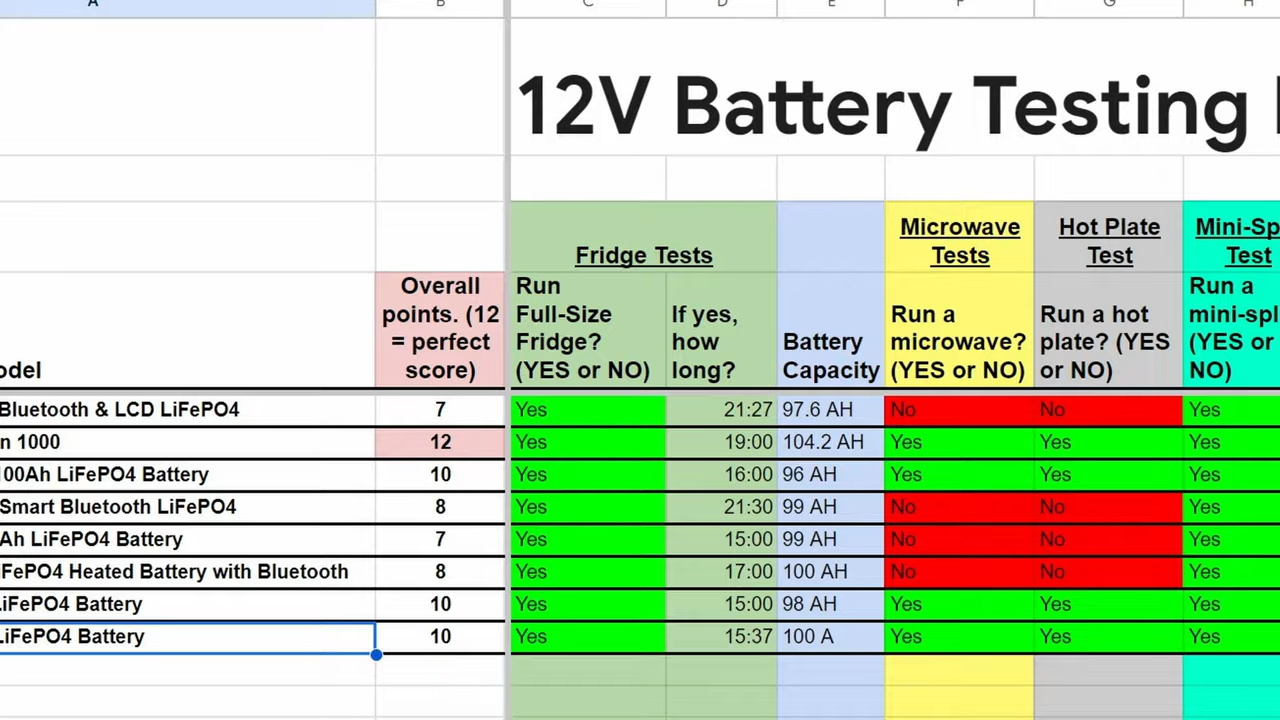 A B C D E F G H
12V Battery Testing
Fridge Tests
Microwave
Tests
Hot Plate
Test
Mini-Sp
Test
odel
Overall
points. (12
= perfect
score)
Run
Full-Size
Fridge?
(YES or NO)
If yes,
how
long?
Battery
Capacity
Run a
microwave?
(YES or NO)
Run a hot
plate? (YES
or NO)
Run a
mini-spl
(YES or
NO)
Bluetooth & LCD LiFePO4 7 Yes 21:27 97.6 AH No No Yes
n 1000 12 Yes 19:00 104.2 AH Yes Yes Yes
100Ah LiFePO4 Battery 10 Yes 16:00 96 AH Yes Yes Yes
Smart Bluetooth LiFePO4 8 Yes 21:30 99 AH No No Yes
Ah LiFePO4 Battery 7 Yes 15:00 99 AH No No Yes
iFePO4 Heated Battery with Bluetooth 8 Yes 17:00 100 AH No No Yes
LiFePO4 Battery 10 Yes 15:00 98 AH Yes Yes Yes
LiFePO4 Battery 10 Yes 15:37 100 A Yes Yes Yes